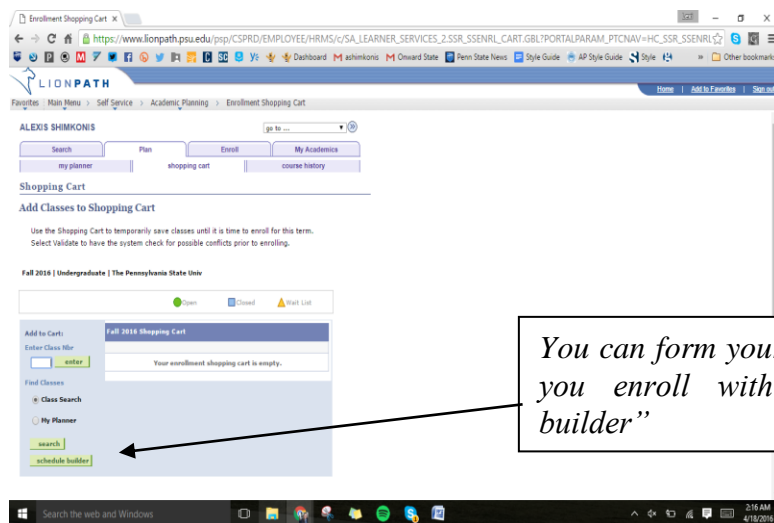 Enrollment Shopping Cart
https://www.lionpath.psu.edu/psp/CSPRD/EMPLOYEE/HRMS/c/SA_LEARNER_SERVICES_2.SSR_SSENRL_CART.GBL?PORTALPARAM_PTCNAV=HC_SSR_SSENRL
Dashboard ashimkonis Onward State Penn State News Style Guide AP Style Guide Style » Other bookmark
LIONPATH
Home | Add to Favorites | Sign out
Favorites Main Menu > Self Service > Academic Planning > Enrollment Shopping Cart
ALEXIS SHIMKONIS go to ...
Search Plan Enroll My Academics
my planner shopping cart course history
Shopping Cart
Add Classes to Shopping Cart
Use the Shopping Cart to temporarily save classes until it is time to enroll for this term.
Select Validate to have the system check for possible conflicts prior to enrolling.
Fall 2016 | Undergraduate | The Pennsylvania State Univ
Open Closed Wait List
Add to Cart:
Enter Class Nbr
enter
Find Classes
Class Search
My Planner
search
schedule builder
Fall 2016 Shopping Cart
Your enrollment shopping cart is empty.
You can form you
you enroll with
builder”
Search the web and Windows
2:16 AM
4/18/2016